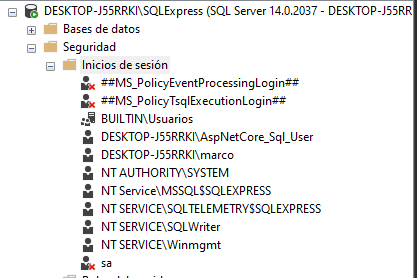 DESKTOP-J55RRKI\SQLExpress (SQL Server 14.0.2037 - DESKTOP-J55RR
Bases de datos
Seguridad
Inicios de sesión
##MS_PolicyEventProcessingLogin##
##MS_PolicyTsqlExecutionLogin##
BUILTIN\Usuarios
DESKTOP-J55RRKI\AspNetCore_Sql_User
DESKTOP-J55RRKI\marco
NT AUTHORITY\SYSTEM
NT Service\MSSQL$SQLEXPRESS
NT SERVICE\SQLTELEMETRY$SQLEXPRESS
NT SERVICE\SQLWriter
NT SERVICE\Winmgmt
sa